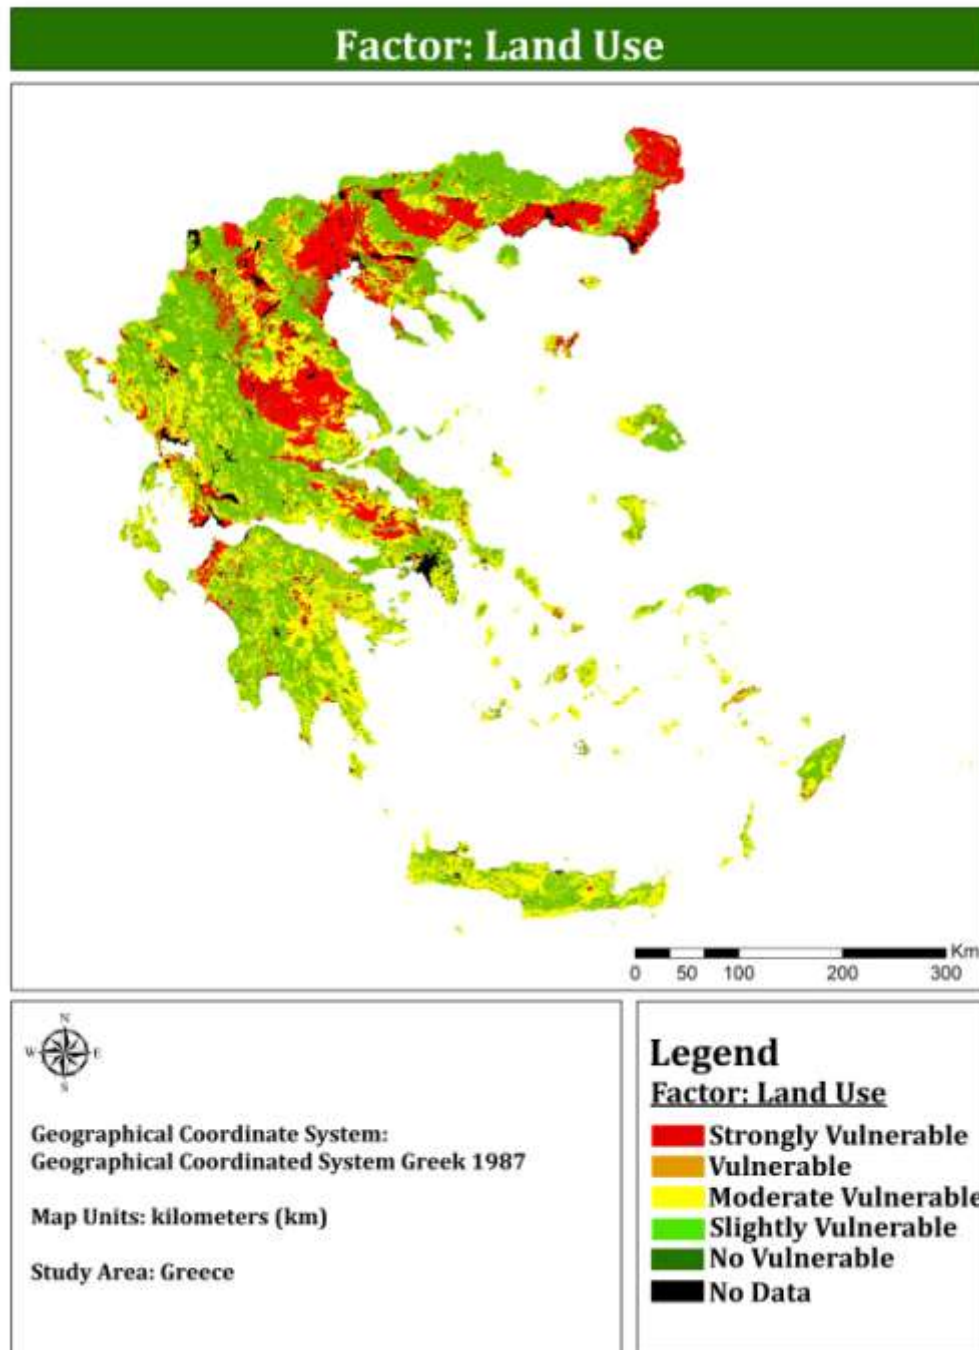 Factor: Land Use
Km
0 50 100 200 300
N
W E
S
Geographical Coordinate System:
Geographical Coordinated System Greek 1987
Map Units: kilometers (km)
Study Area: Greece
Legend
Factor: Land Use
Strongly Vulnerable
Vulnerable
Moderate Vulnerable
Slightly Vulnerable
No Vulnerable
No Data